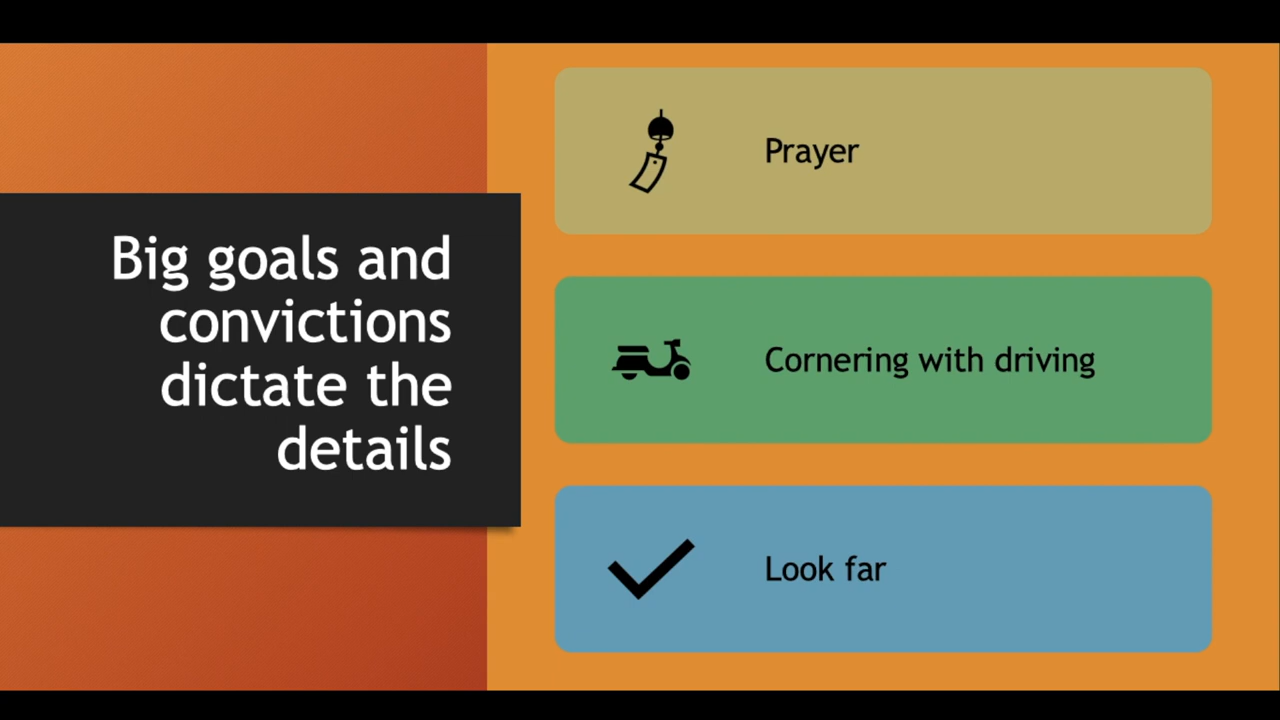 Big goals and
convictions
dictate the
details
Prayer
Cornering with driving
Look far